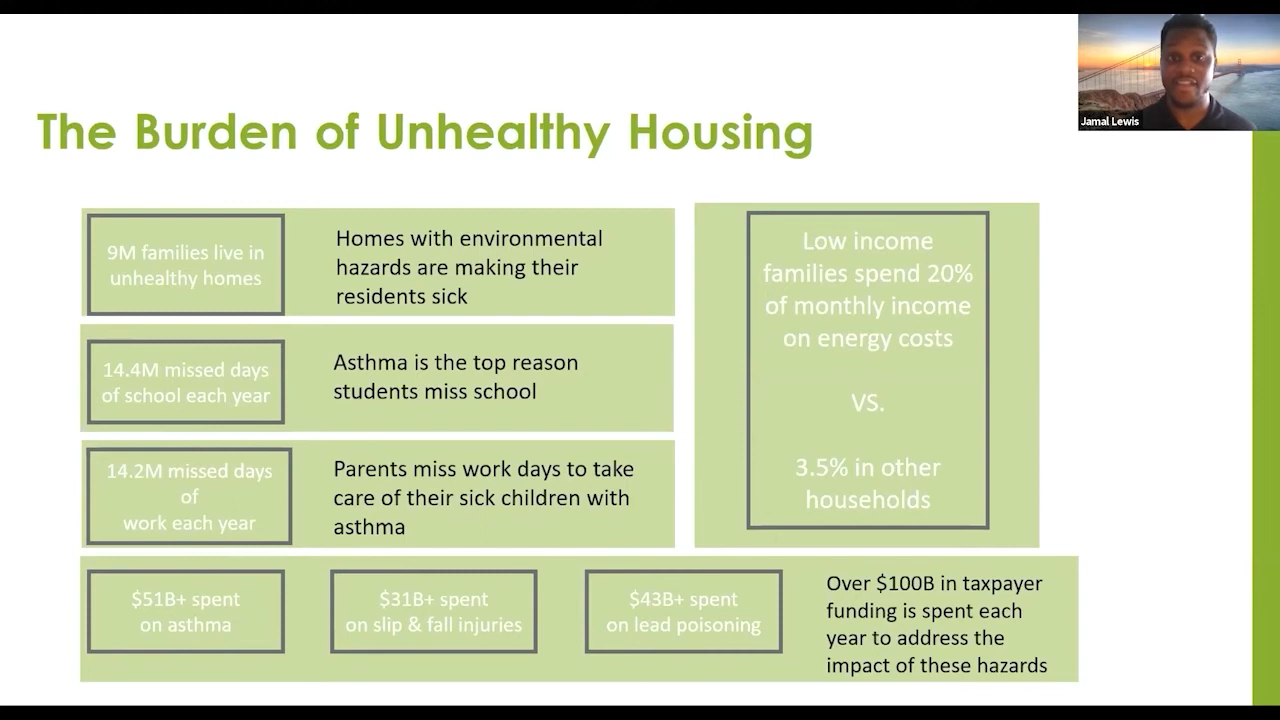 Jamal Lewis
The Burden of Unhealthy Housing
9M families live in
unhealthy homes
Homes with environmental
hazards are making their
residents sick
14.4M missed days
of school each year
Asthma is the top reason
students miss school
14.2M missed days
of
work each year
Parents miss work days to take
care of their sick children with
asthma
Low income
families spend 20%
of monthly income
on energy costs
VS.
3.5% in other
households
$51B+ spent
on asthma
$31B+ spent
on slip & fall injuries
$43B+ spent
on lead poisoning
Over $100B in taxpayer
funding is spent each
year to address the
impact of these hazards